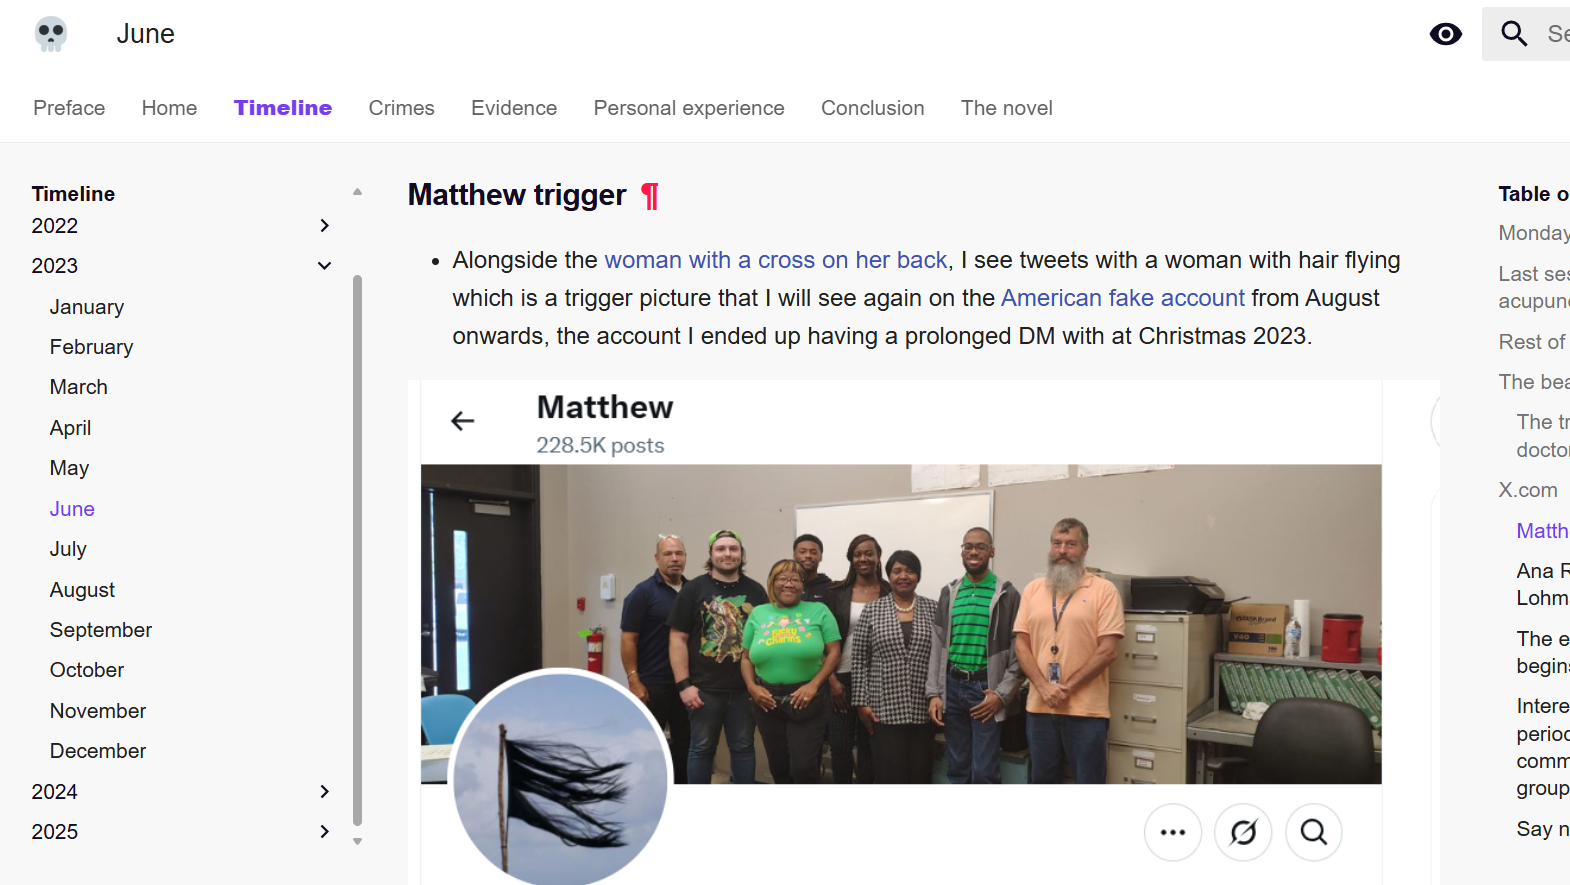 June
Se
Preface
Home
Timeline
Crimes
Evidence
Personal experience
Conclusion
The novel
Timeline
2022
2023
January
February
March
April
May
June
July
August
September
October
November
December
2024
2025
Matthew trigger ¶
• Alongside the woman with a cross on her back, I see tweets with a woman with hair flying
which is a trigger picture that I will see again on the American fake account from August
onwards, the account I ended up having a prolonged DM with at Christmas 2023.
Matthew
228.5K posts
Table o
Monday
Last ses
acupunc
Rest of
The bea
The tr
doctor
X.com
Matth
Ana R
Lohma
The e
begins
Intere
period
comm
group
Say n